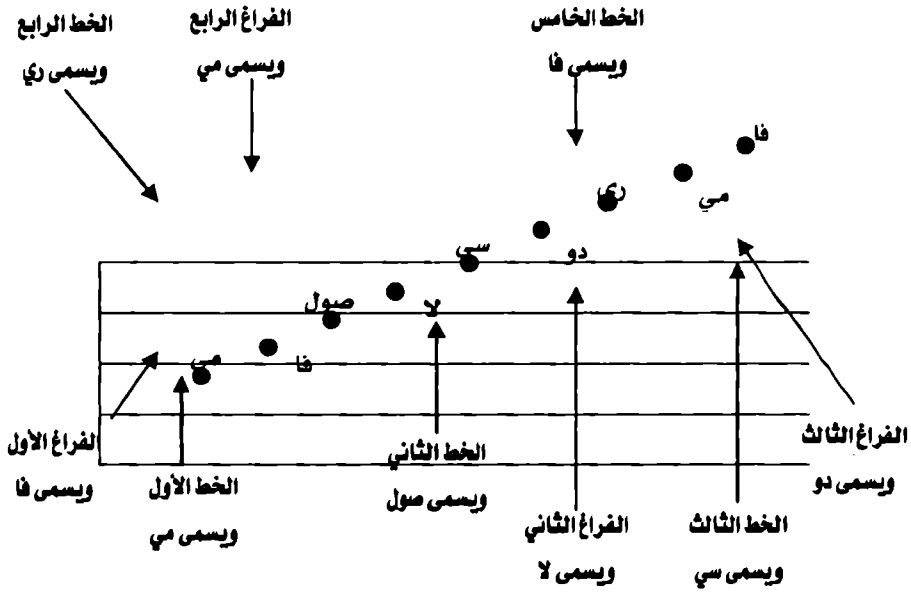 الخط الخامس
ويسمى فا
الفراغ الرابع
ويسمى مي
الخط الرابع
ويسمى ري
فا
مي
ري
دو
سي
لا
صول
فا
مي
الفراغ الثالث
ويسمى دو
الخط الثالث
ويسمى سي
الفراغ الثاني
ويسمى لا
الخط الثاني
ويسمى صول
الخط الأول
ويسمى مي
الفراغ الأول
ويسمى فا